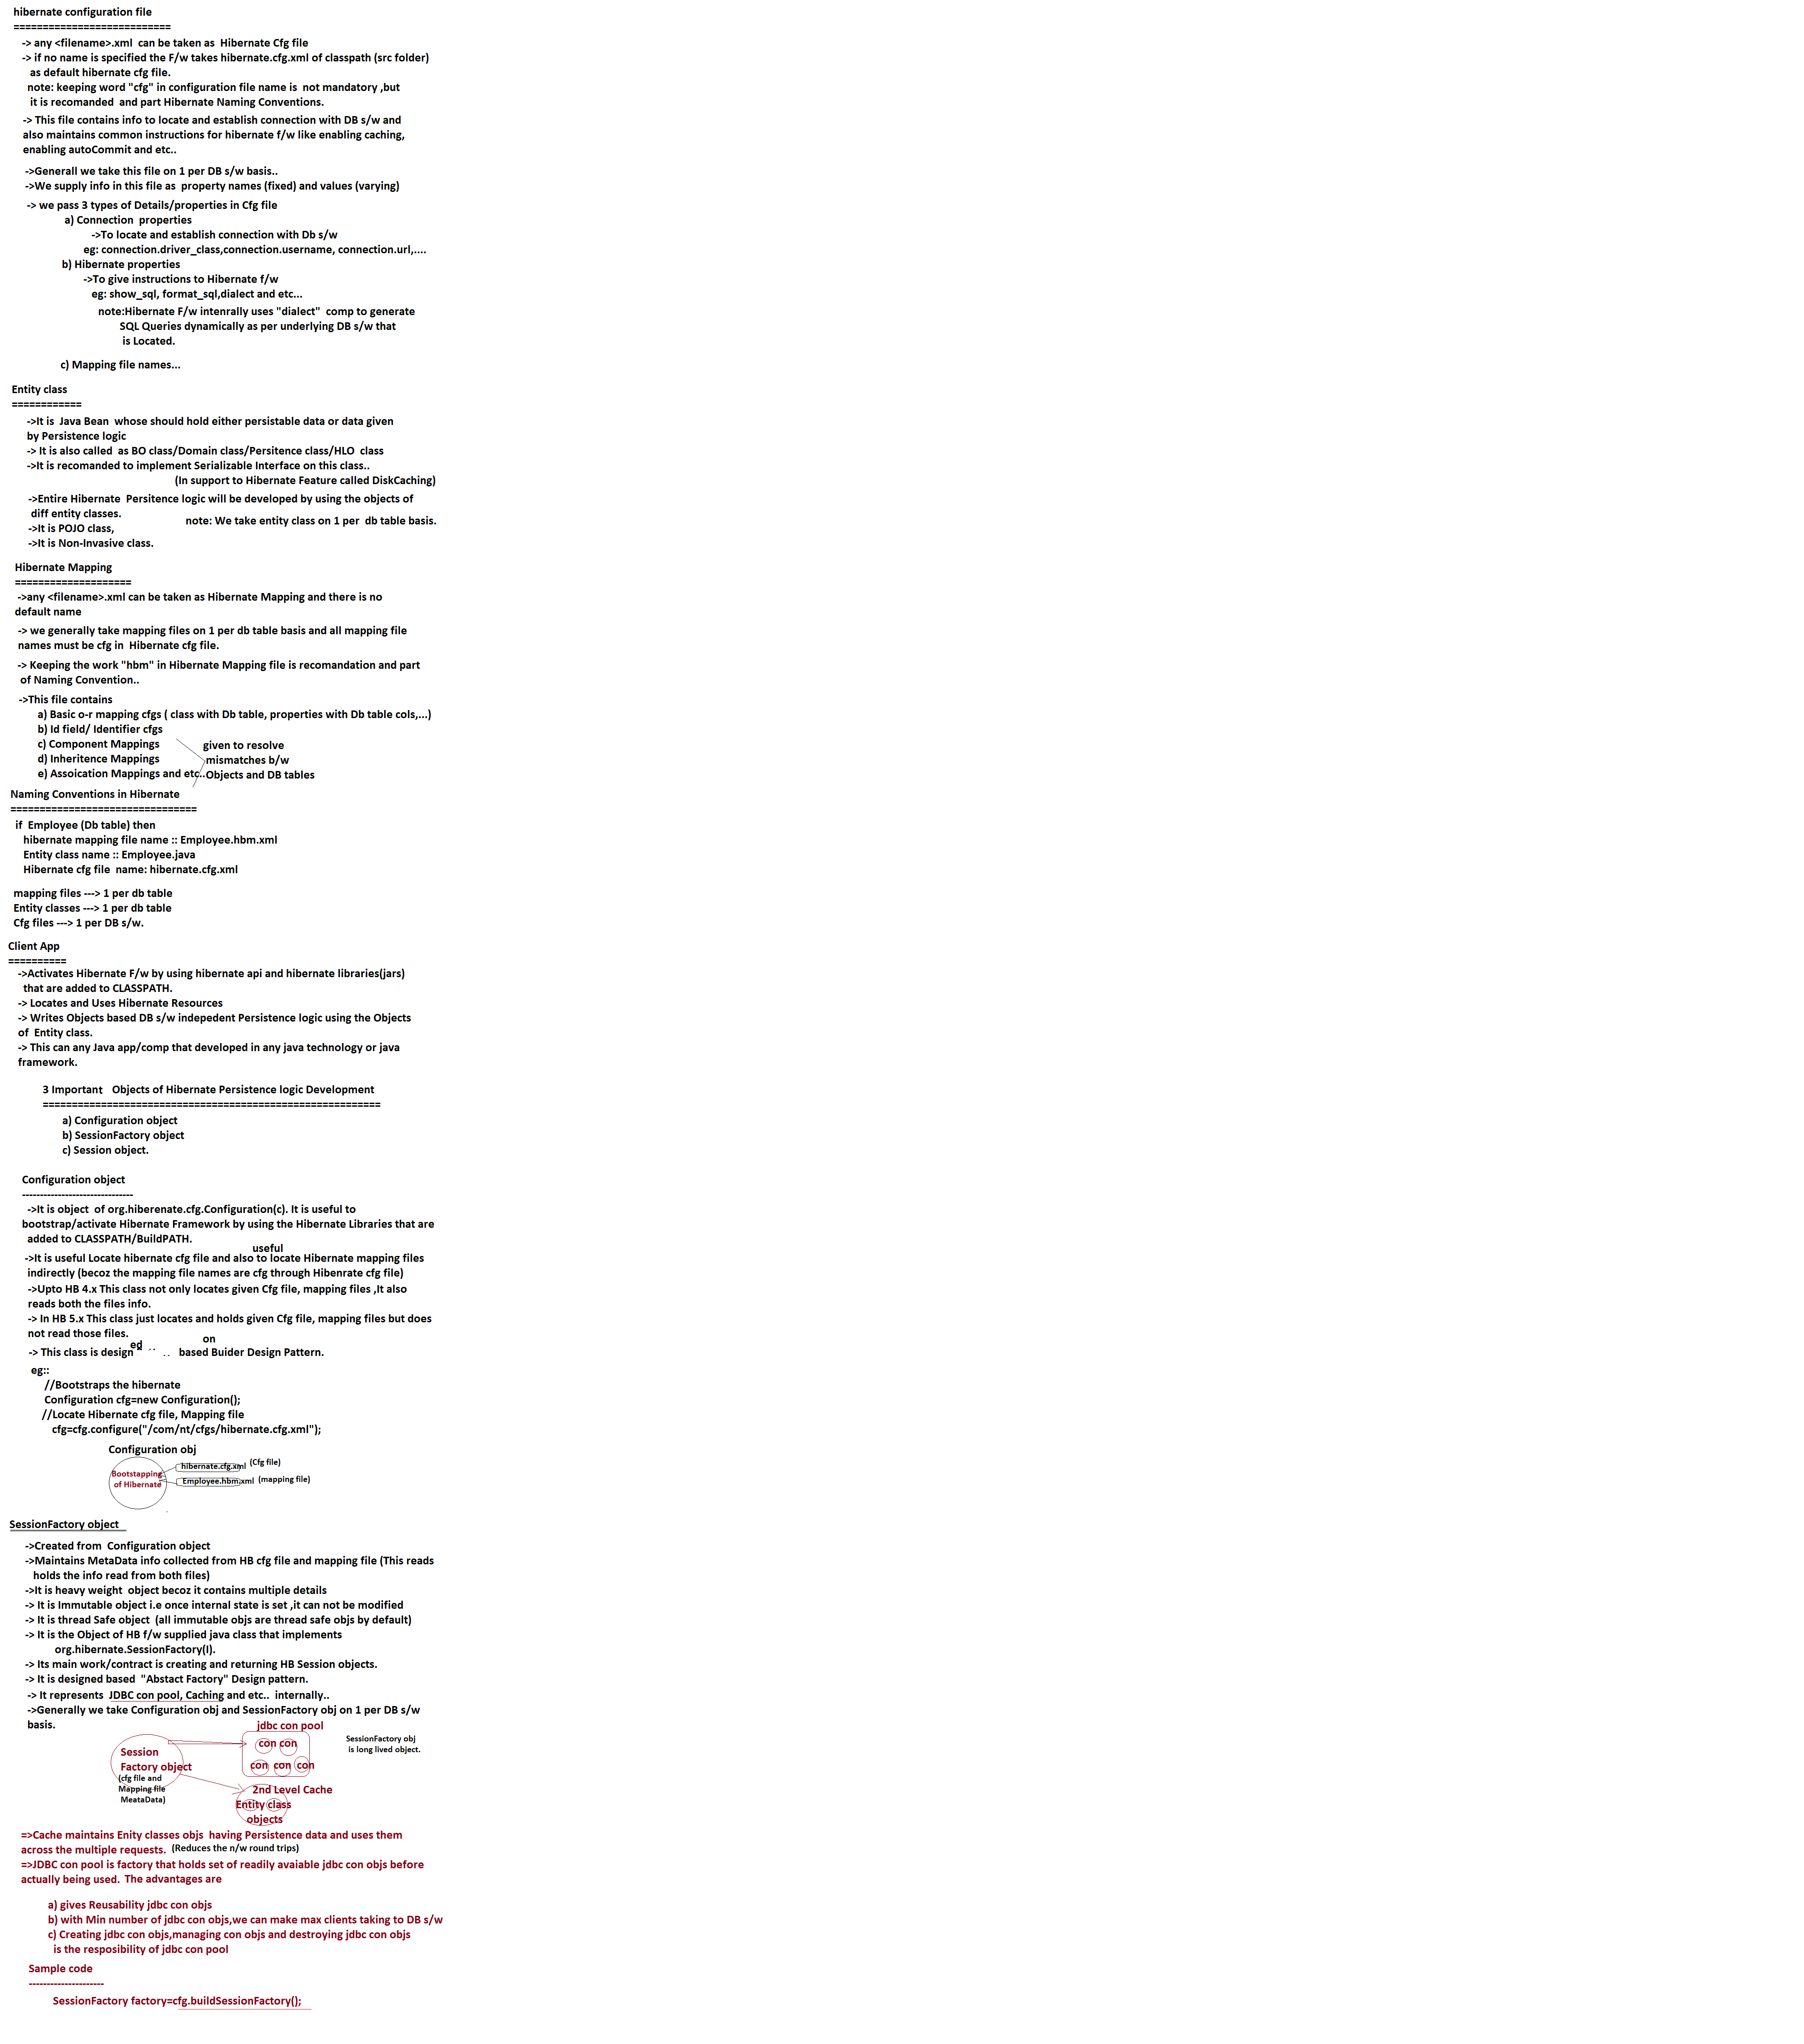 hibernate configuration file
===========================
-> any <filename>.xml  can be taken as  Hibernate Cfg file
-> if no name is specified the F/w takes hibernate.cfg.xml of classpath (src folder)
as default hibernate cfg file.
note: keeping word "cfg" in configuration file name is  not mandatory ,but
it is recomanded  and part Hibernate Naming Conventions.
-> This file contains info to locate and establish connection with DB s/w and
also maintains common instructions for hibernate f/w like enabling caching,
enabling autoCommit and etc..
->Generall we take this file on 1 per DB s/w basis..
->We supply info in this file as  property names (fixed) and values (varying)
-> we pass 3 types of Details/properties in Cfg file
a) Connection  properties
->To locate and establish connection with Db s/w
eg: connection.driver_class,connection.username, connection.url,....
b) Hibernate properties
->To give instructions to Hibernate f/w
eg: show_sql, format_sql,dialect and etc...
note:Hibernate F/w intenrally uses "dialect"  comp to generate
SQL Queries dynamically as per underlying DB s/w that
is Located.
c) Mapping file names...
Entity class
============
->It is  Java Bean  whose should hold either persistable data or data given
by Persistence logic
-> It is also called  as BO class/Domain class/Persitence class/HLO  class
->It is recomanded to implement Serializable Interface on this class..
(In support to Hibernate Feature called DiskCaching)
->Entire Hibernate  Persitence logic will be developed by using the objects of
diff entity classes.
note: We take entity class on 1 per  db table basis.
->It is POJO class,
->It is Non-Invasive class.
Hibernate Mapping
====================
->any <filename>.xml can be taken as Hibernate Mapping and there is no
default name
-> we generally take mapping files on 1 per db table basis and all mapping file
names must be cfg in  Hibernate cfg file.
-> Keeping the work "hbm" in Hibernate Mapping file is recomandation and part
of Naming Convention..
->This file contains
a) Basic o-r mapping cfgs ( class with Db table, properties with Db table cols,...)
b) Id field/ Identifier cfgs
c) Component Mappings
given to resolve
d) Inheritence Mappings
mismatches b/w
e) Assoication Mappings and etc..
Objects and DB tables
Naming Conventions in Hibernate
================================
if  Employee (Db table) then
hibernate mapping file name :: Employee.hbm.xml
Entity class name :: Employee.java
Hibernate cfg file  name: hibernate.cfg.xml
mapping files ---> 1 per db table
Entity classes ---> 1 per db table
Cfg files ---> 1 per DB s/w.
Client App
==========
->Activates Hibernate F/w by using hibernate api and hibernate libraries(jars)
that are added to CLASSPATH.
-> Locates and Uses Hibernate Resources
-> Writes Objects based DB s/w indepedent Persistence logic using the Objects
of  Entity class.
-> This can any Java app/comp that developed in any java technology or java
framework.
3 Important   Objects of Hibernate Persistence logic Development
==========================================================
a) Configuration object
b) SessionFactory object
c) Session object.
Configuration object
-------------------------------
->It is object  of org.hiberenate.cfg.Configuration(c). It is useful to
bootstrap/activate Hibernate Framework by using the Hibernate Libraries that are
added to CLASSPATH/BuildPATH.
useful
->It is useful Locate hibernate cfg file and also to locate Hibernate mapping files
indirectly (becoz the mapping file names are cfg through Hibenrate cfg file)
->Upto HB 4.x This class not only locates given Cfg file, mapping files ,It also
reads both the files info.
-> In HB 5.x This class just locates and holds given Cfg file, mapping files but does
not read those files.
ed on
-> This class is design based  Buider Design Pattern.
eg::
//Bootstraps the hibernate
Configuration cfg=new Configuration();
//Locate Hibernate cfg file, Mapping file
cfg=cfg.configure("/com/nt/cfgs/hibernate.cfg.xml");
Configuration obj
hibernate.cfg.xml (Cfg file)
Bootstapping
of Hibernate
Employee.hbm.xml (mapping file)
SessionFactory object
->Created from  Configuration object
->Maintains MetaData info collected from HB cfg file and mapping file (This reads
holds the info read from both files)
->It is heavy weight  object becoz it contains multiple details
-> It is Immutable object i.e once internal state is set ,it can not be modified
-> It is thread Safe object  (all immutable objs are thread safe objs by default)
-> It is the Object of HB f/w supplied java class that implements
org.hibernate.SessionFactory(I).
-> Its main work/contract is creating and returning HB Session objects.
-> It is designed based  "Abstact Factory" Design pattern.
-> It represents  JDBC con pool, Caching and etc..  internally..
->Generally we take Configuration obj and SessionFactory obj on 1 per DB s/w
basis.
jdbc con pool
SessionFactory obj
is long lived object.
con con
con con con
Session
Factory object
(cfg file and
Mapping file
MeataData)
2nd Level Cache
Entity class
objects
=>Cache maintains Enity classes objs  having Persistence data and uses them
across the multiple requests.  (Reduces the n/w round trips)
=>JDBC con pool is factory that holds set of readily avaiable jdbc con objs before
actually being used.  The advantages are
a) gives Reusability jdbc con objs
b) with Min number of jdbc con objs,we can make max clients taking to DB s/w
c) Creating jdbc con objs,managing con objs and destroying jdbc con objs
is the resposibility of jdbc con pool
Sample code
---------------------
SessionFactory factory=cfg.buildSessionFactory();